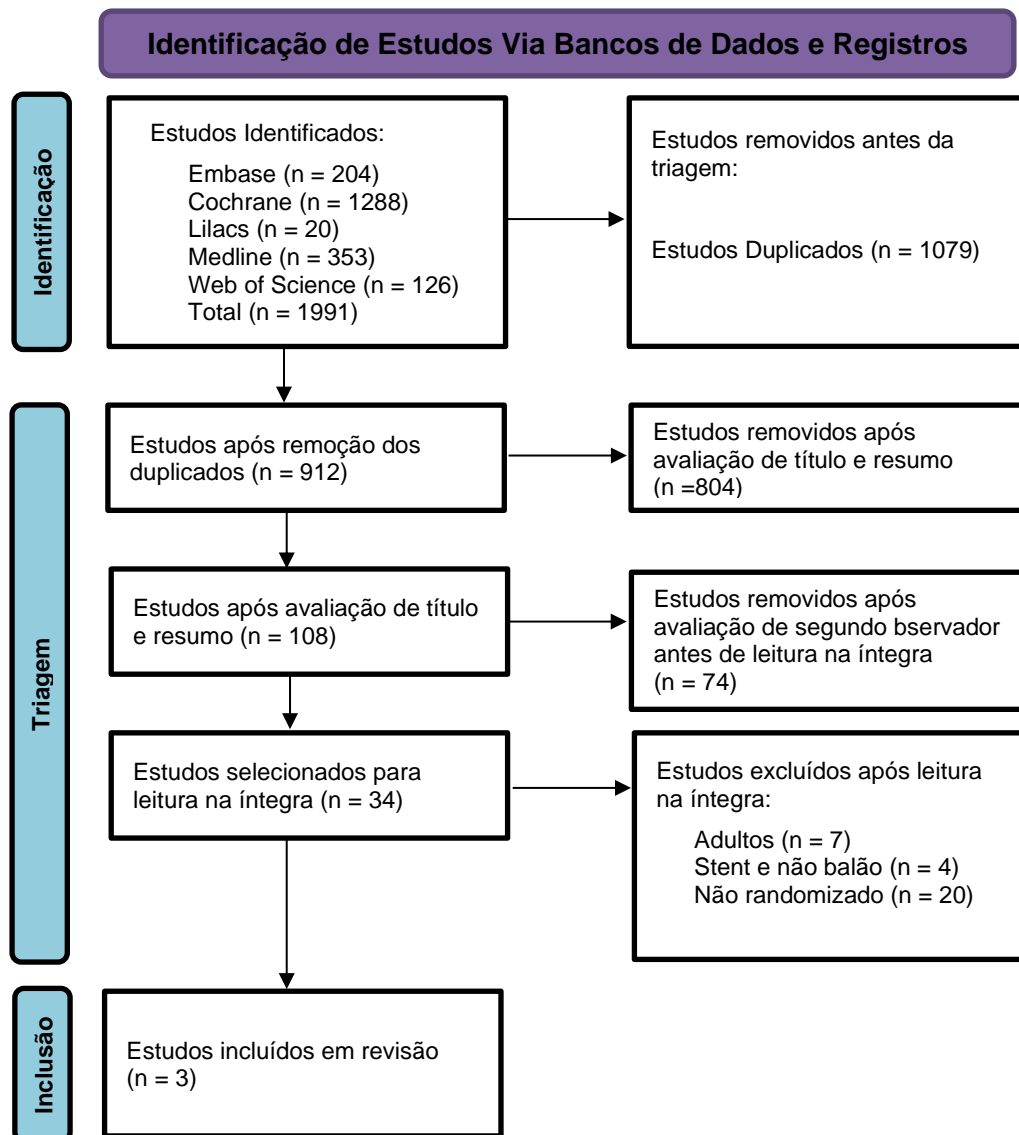 Identificação de Estudos Via Bancos de Dados e Registros
Identificação
Estudos Identificados:
Embase (n = 204)
Cochrane (n = 1288)
Lilacs (n = 20)
Medline (n = 353)
Web of Science (n = 126)
Total (n = 1991)
Estudos removidos antes da
triagem:
Estudos Duplicados (n = 1079)
Triagem
Estudos após remoção dos
duplicados (n = 912)
Estudos removidos após
avaliação de título e resumo
(n =804)
Estudos após avaliação de título
e resumo (n = 108)
Estudos removidos após
avaliação de segundo bservador
antes de leitura na íntegra
(n = 74)
Estudos selecionados para
leitura na íntegra (n = 34)
Estudos excluídos após leitura
na íntegra:
Adultos (n = 7)
Stent e não balão (n = 4)
Não randomizado (n = 20)
Inclusão
Estudos incluídos em revisão
(n = 3)